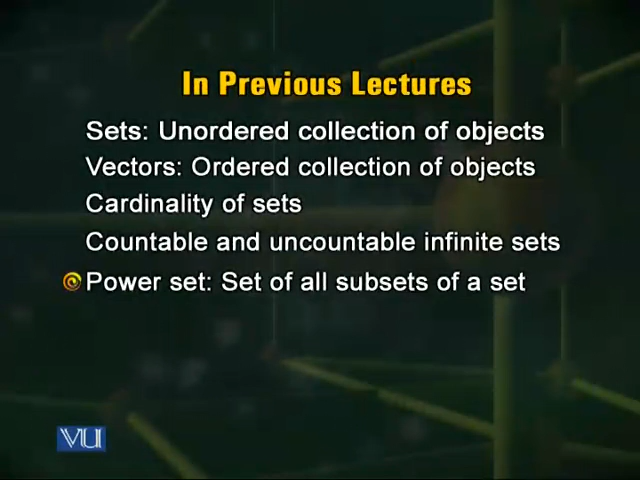 In Previous Lectures
Sets: Unordered collection of objects
Vectors: Ordered collection of objects
Cardinality of sets
Countable and uncountable infinite sets
Power set: Set of all subsets of a set
VU